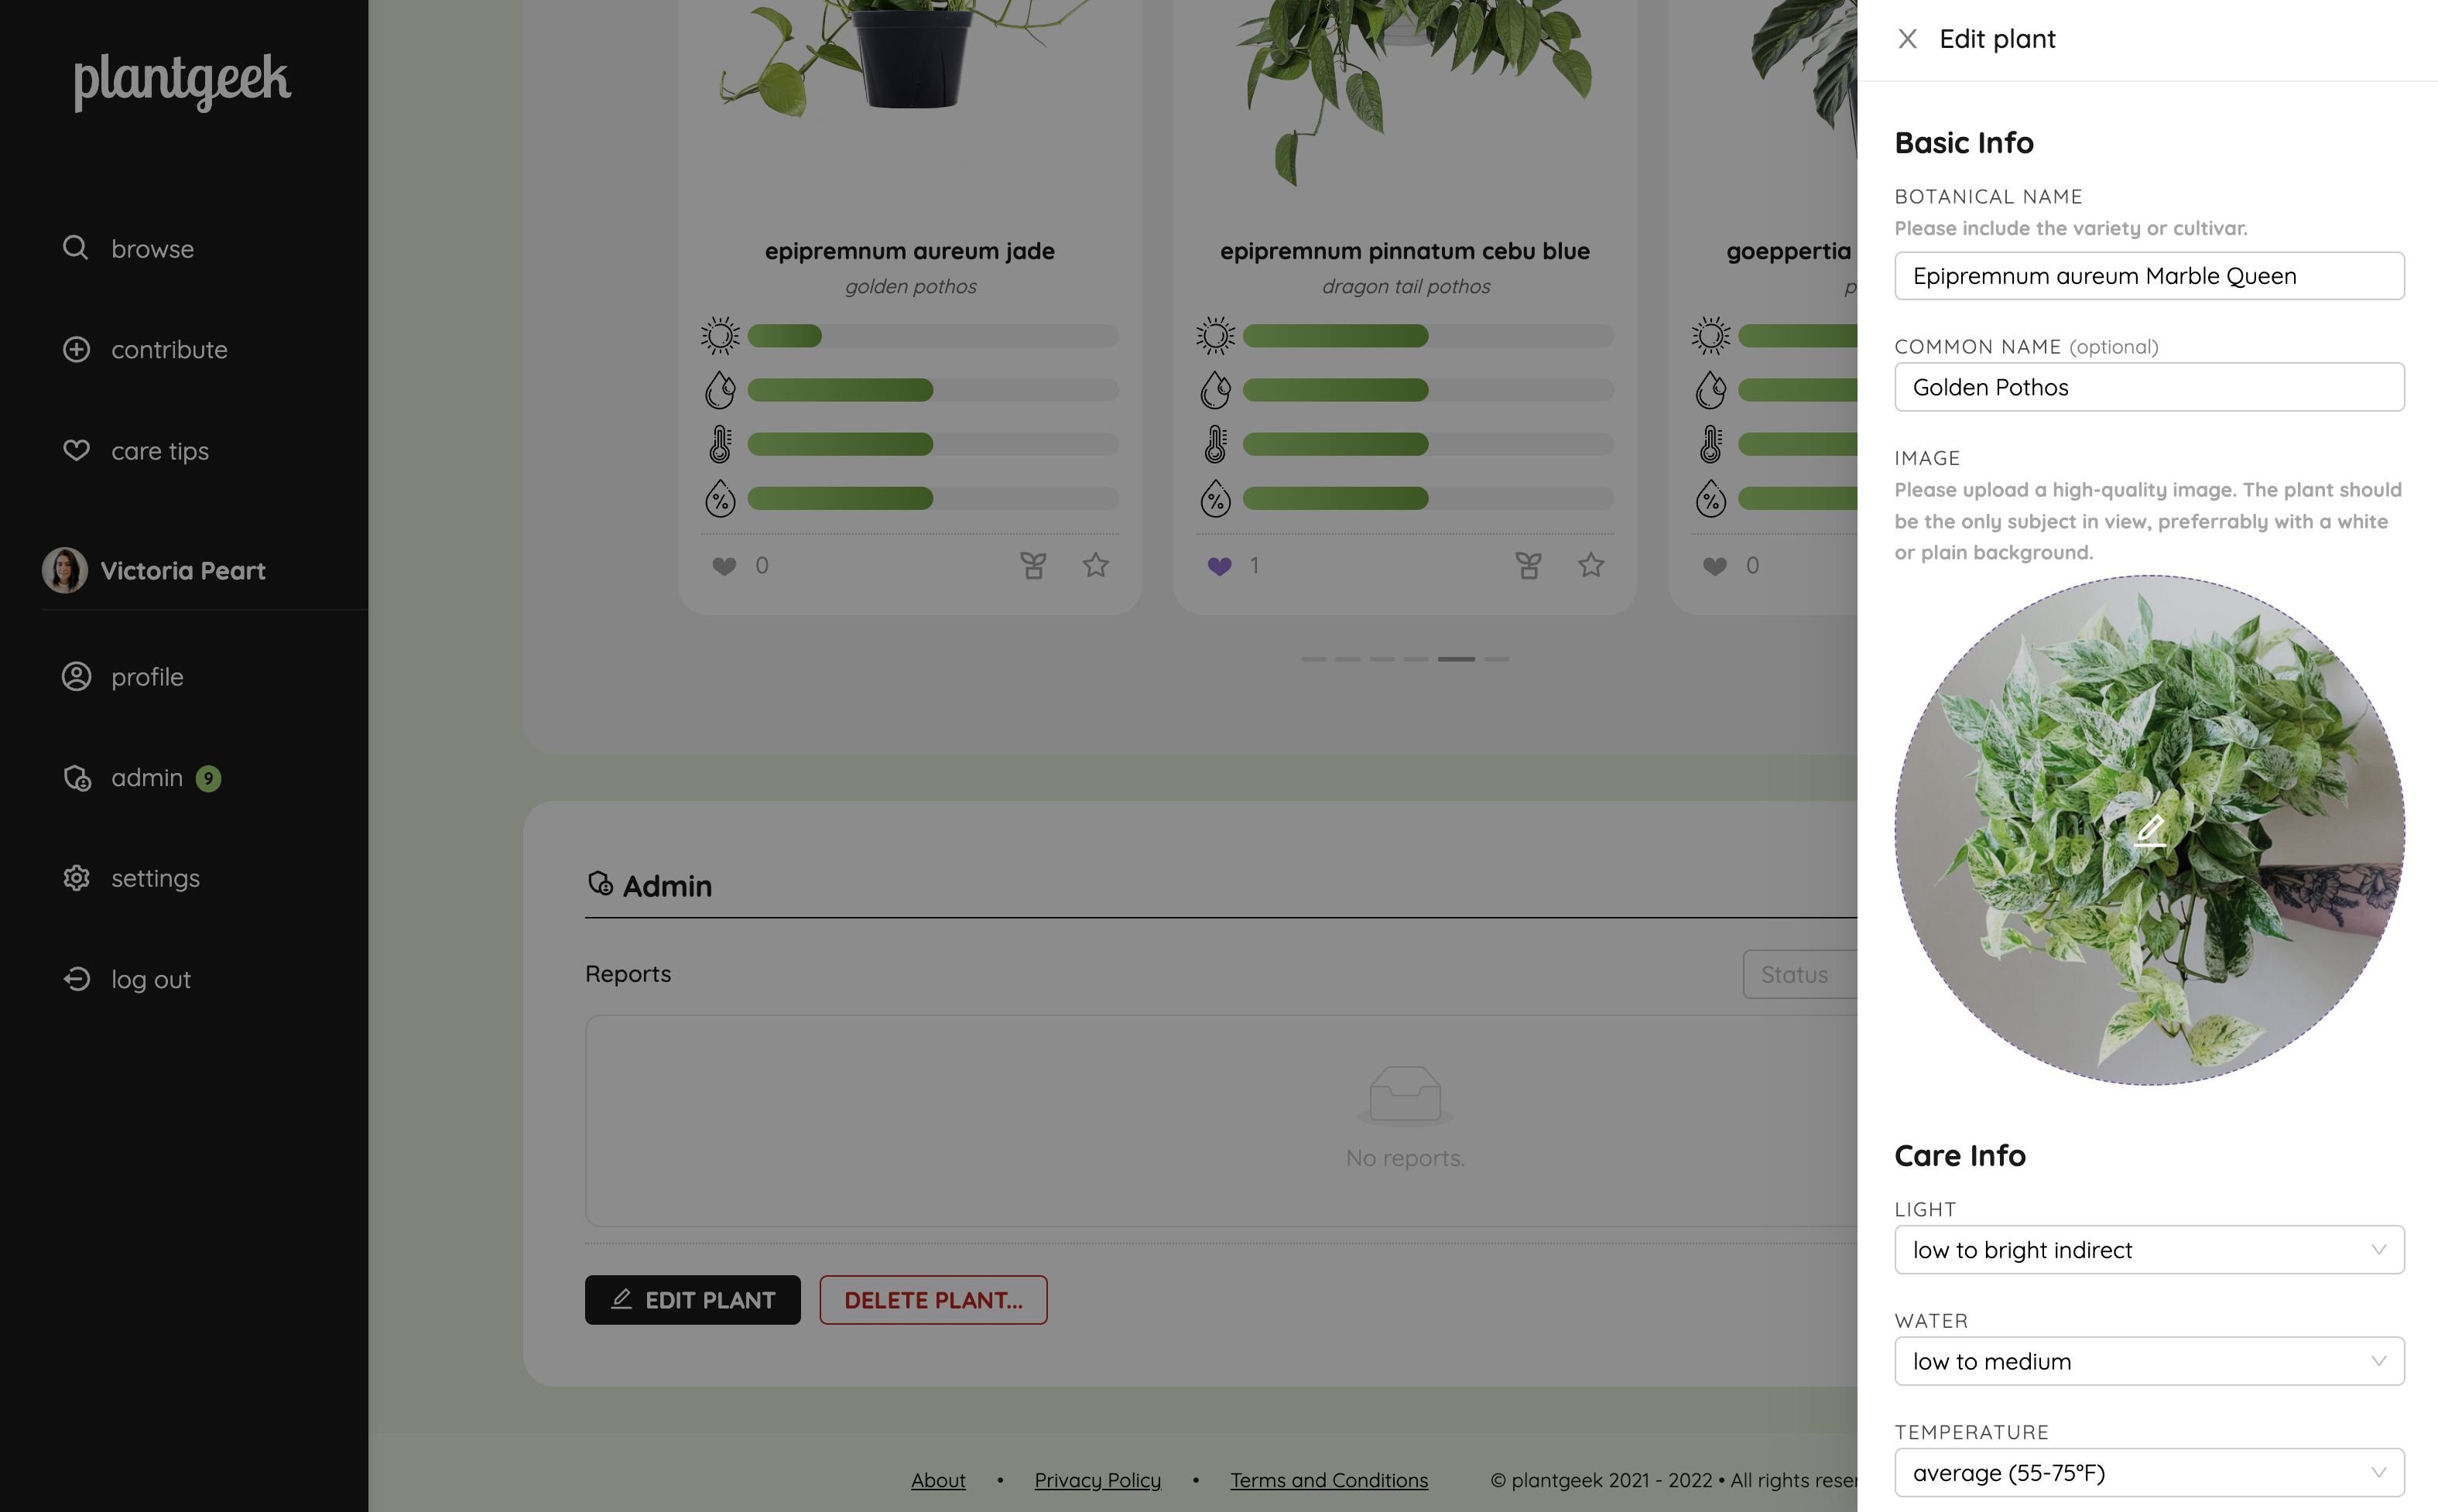 plantgeek
browse
contribute
care tips
Victoria Peart
profile
admin 9
settings
log out
epipremnum aureum jade
golden pothos
0
epipremnum pinnatum cebu blue
dragon tail pothos
1
goeppertia
p
0
Admin
Reports
Status
No reports.
EDIT PLANT
DELETE PLANT...
About • Privacy Policy • Terms and Conditions © plantgeek 2021 - 2022 • All rights reser
Edit plant
Basic Info
BOTANICAL NAME
Please include the variety or cultivar.
Epipremnum aureum Marble Queen
COMMON NAME (optional)
Golden Pothos
IMAGE
Please upload a high-quality image. The plant should
be the only subject in view, preferrably with a white
or plain background.
Care Info
LIGHT
low to bright indirect
WATER
low to medium
TEMPERATURE
average (55-75°F)